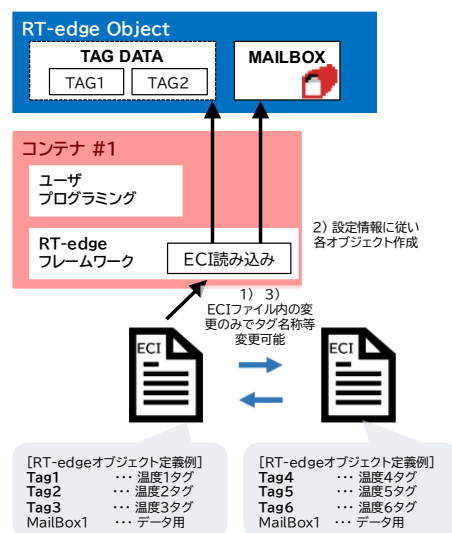 RT-edge Object
TAG DATA
TAG1
TAG2
MAILBOX
コンテナ #1
ユーザ
プログラミング
RT-edge
フレームワーク
ECI読み込み
2) 設定情報に従い
各オブジェクト作成
1) 3)
ECIファイル内の変
更のみでタグ名称等
変更可能
ECI
ECI
[RT-edgeオブジェクト定義例]
Tag1 … 温度1タグ
Tag2 … 温度2タグ
Tag3 … 温度3タグ
MailBox1 … データ用
[RT-edgeオブジェクト定義例]
Tag4 … 温度4タグ
Tag5 … 温度5タグ
Tag6 … 温度6タグ
MailBox1 … データ用